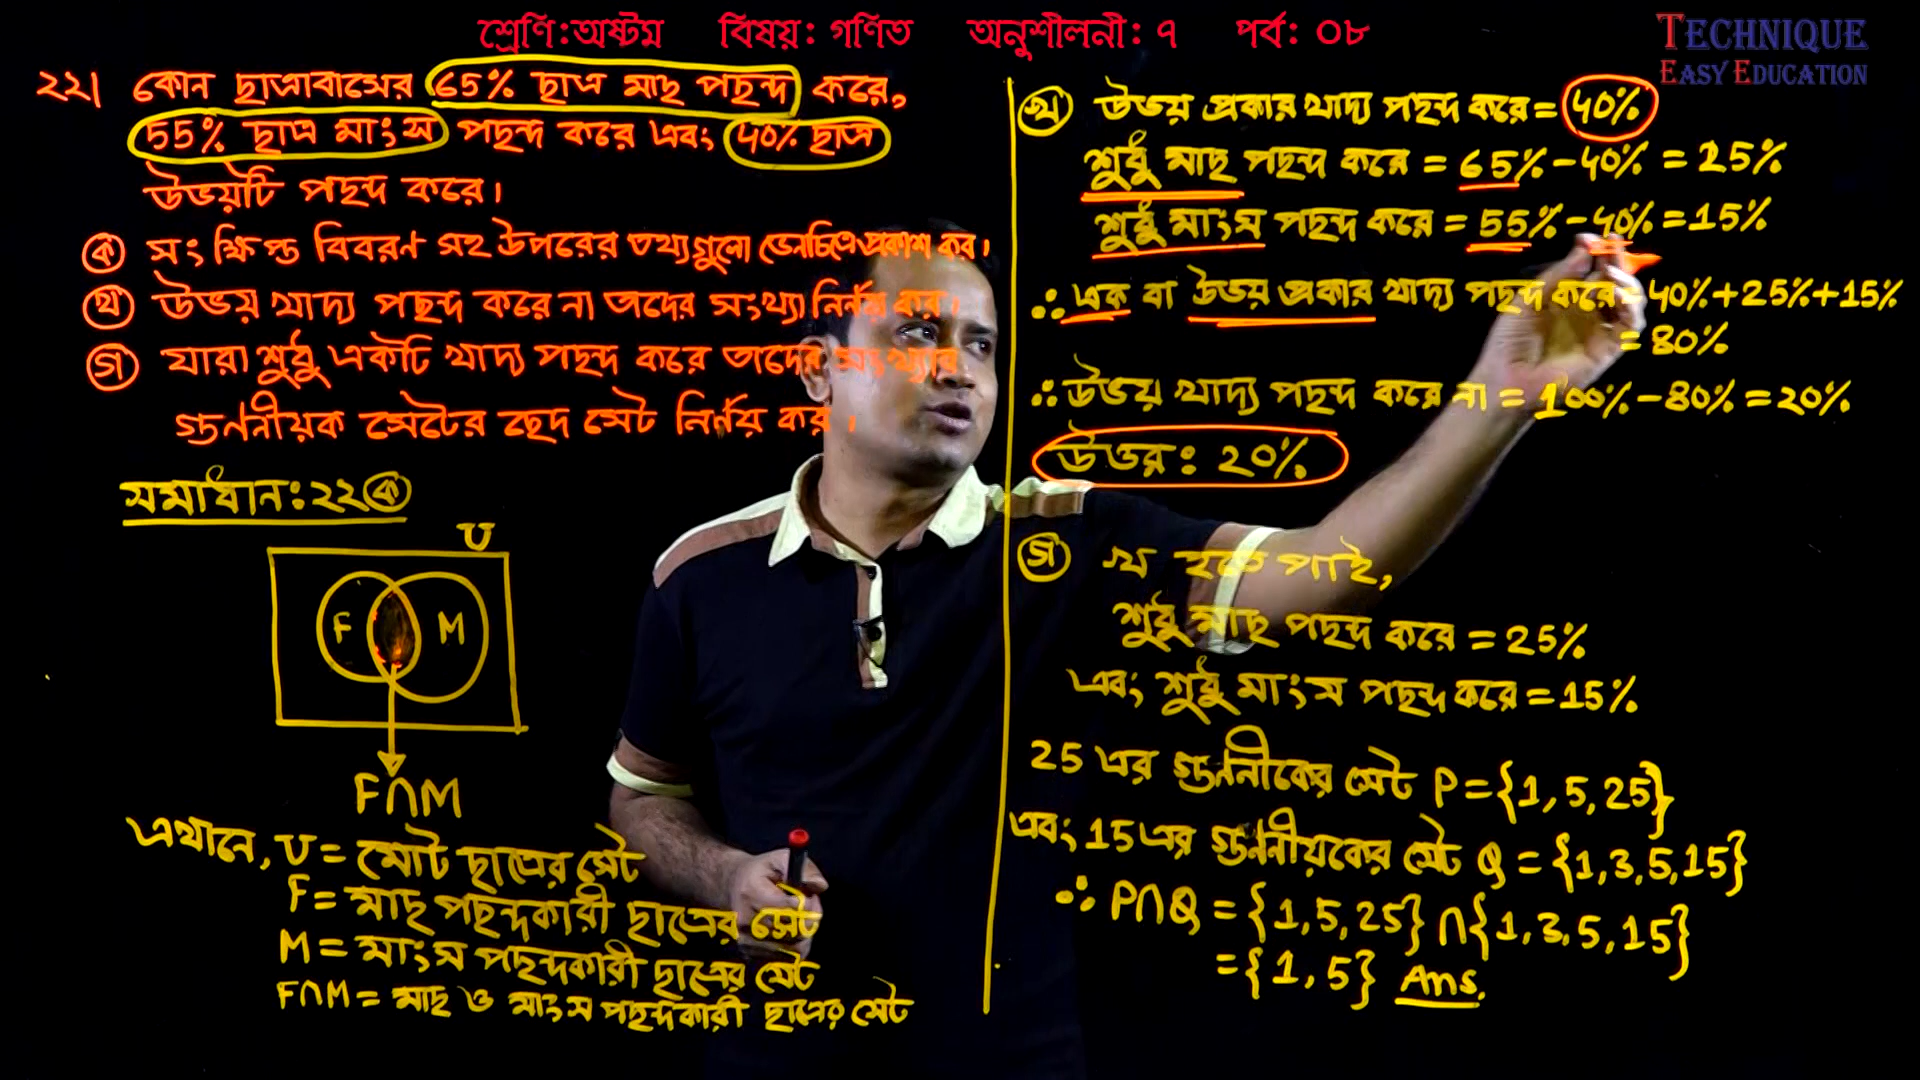 শ্রেণি:অষ্টম বিষয়: গণিত অনুশীলনী: ৭ পর্ব: ০৮
TECHNIQUE
EASY EDUCATION
২২। কোন ছাত্রাবাসের 65% ছাত্র মাছ পছন্দ করে,
55% ছাত্র মাংস পছন্দ করে এবং 40% ছাত্র
উভয়টি পছন্দ করে।
ক সংক্ষিপ্ত বিবরণ সহ উপরের তথ্যগুলো ভেনচিত্রে প্রকাশ কর।
খ উভয় খাদ্য পছন্দ করে না তাদের সংখ্যা নির্ণয় কর।
গ যারা শুধু একটি খাদ্য পছন্দ করে তাদের সংখ্যার
গুণনীয়ক সেটের ছেদ সেট নির্ণয় কর।
সমাধান: ২২ ক
U
F M
F∩M
এখানে, U = মোট ছাত্রের সেট
F = মাছ পছন্দকারী ছাত্রের সেট
M = মাংস পছন্দকারী ছাত্রের সেট
F∩M = মাছ ও মাংস পছন্দকারী ছাত্রের সেট
খ উভয় প্রকার খাদ্য পছন্দ করে = 40%
শুধু মাছ পছন্দ করে = 65% - 40% = 25%
শুধু মাংস পছন্দ করে = 55% - 40% = 15%
∴ এক বা উভয় প্রকার খাদ্য পছন্দ করে = 40% + 25% + 15%
= 80%
∴ উভয় খাদ্য পছন্দ করে না = 100% - 80% = 20%
উত্তর: 20%
গ খ হতে পাই,
শুধু মাছ পছন্দ করে = 25%
এবং শুধু মাংস পছন্দ করে = 15%
25 এর গুণনীকের সেট P = {1, 5, 25}
এবং 15 এর গুণনীয়কের সেট Q = {1, 3, 5, 15}
∴ P∩Q = {1, 5, 25} ∩ {1, 3, 5, 15}
= {1, 5} Ans.